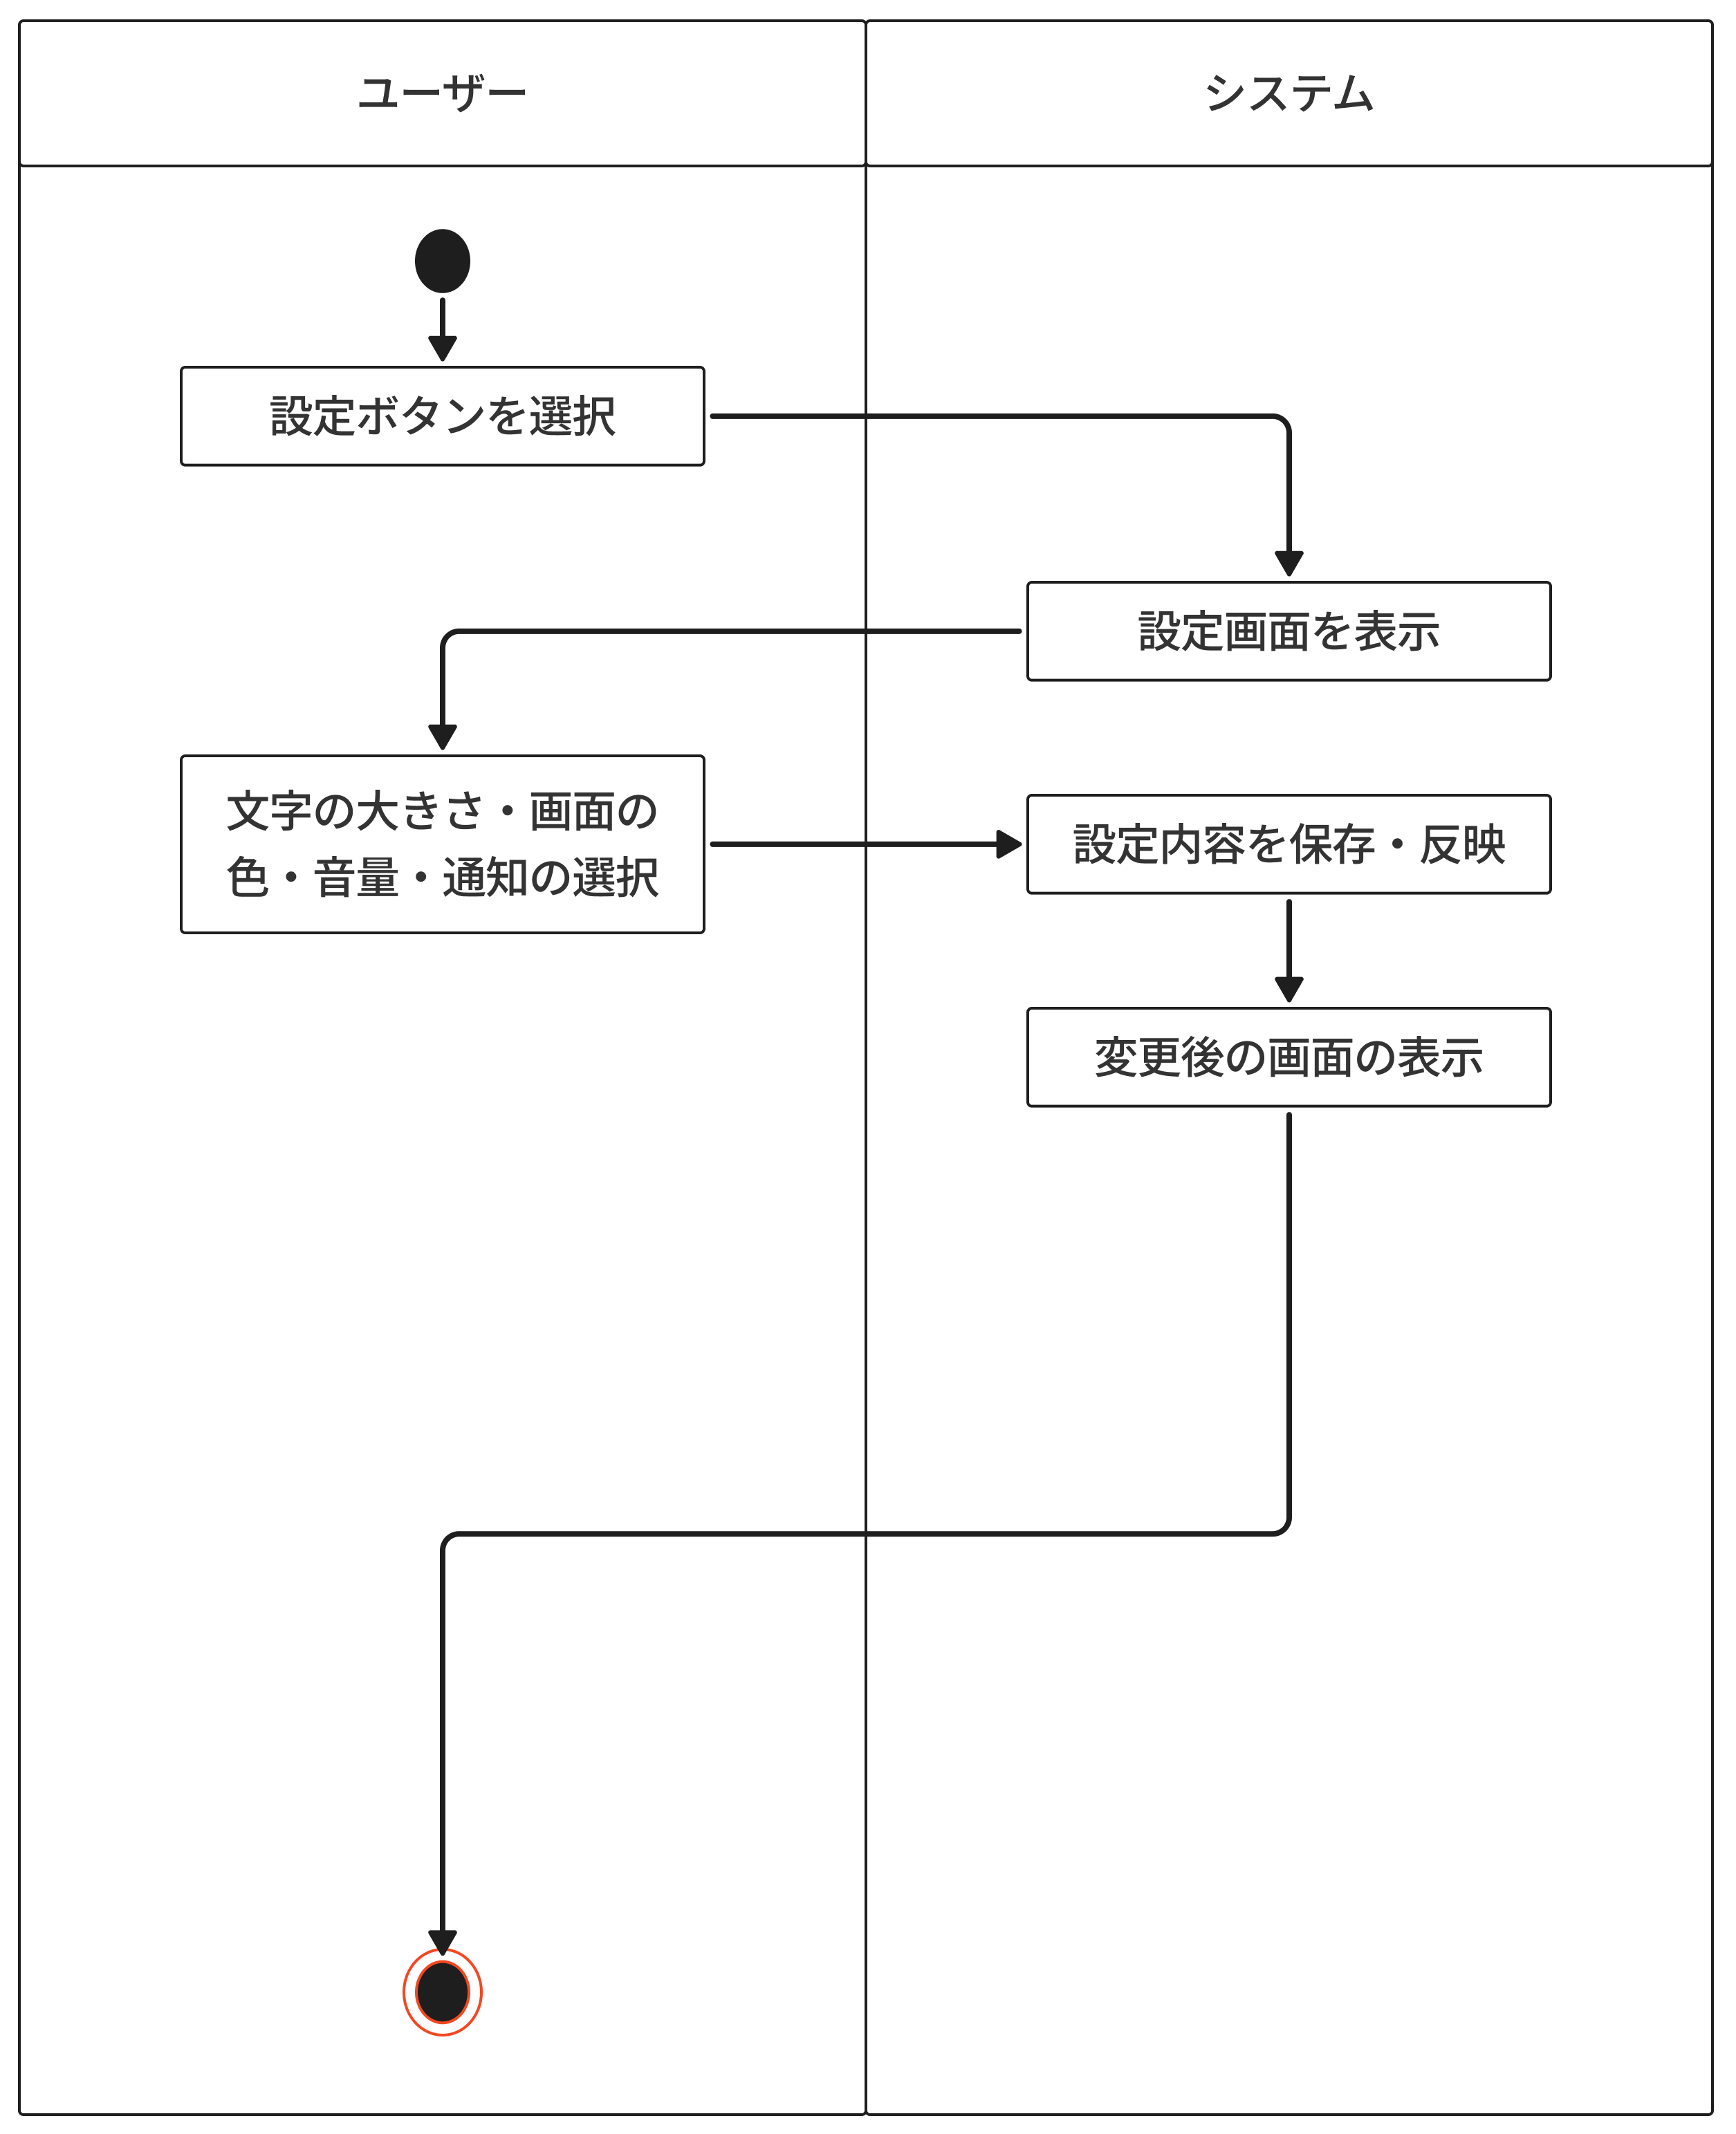 ユーザー
システム
設定ボタンを選択
設定画面を表示
文字の大きさ・画面の
色・音量・通知の選択
設定内容を保存・反映
変更後の画面の表示